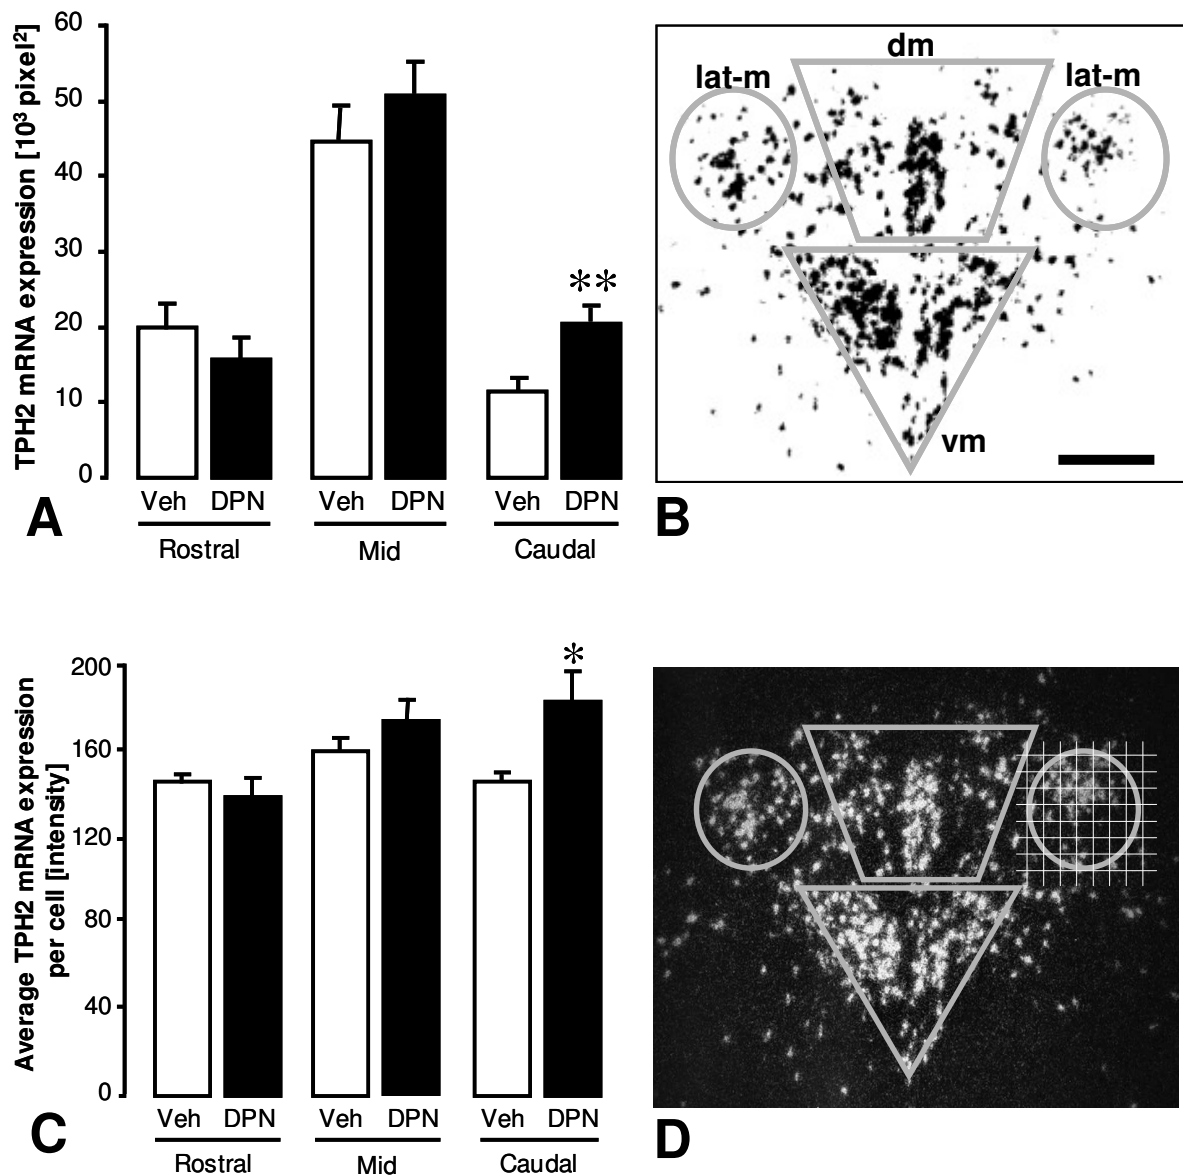 TPH2 mRNA expression [10³ pixel²]
60
50
40
30
20
10
0
**
Veh DPN Veh DPN Veh DPN
Rostral Mid Caudal
A
dm
lat-m lat-m
vm
B
Average TPH2 mRNA expression
per cell [intensity]
200
160
120
80
40
0
*
Veh DPN Veh DPN Veh DPN
Rostral Mid Caudal
C
D